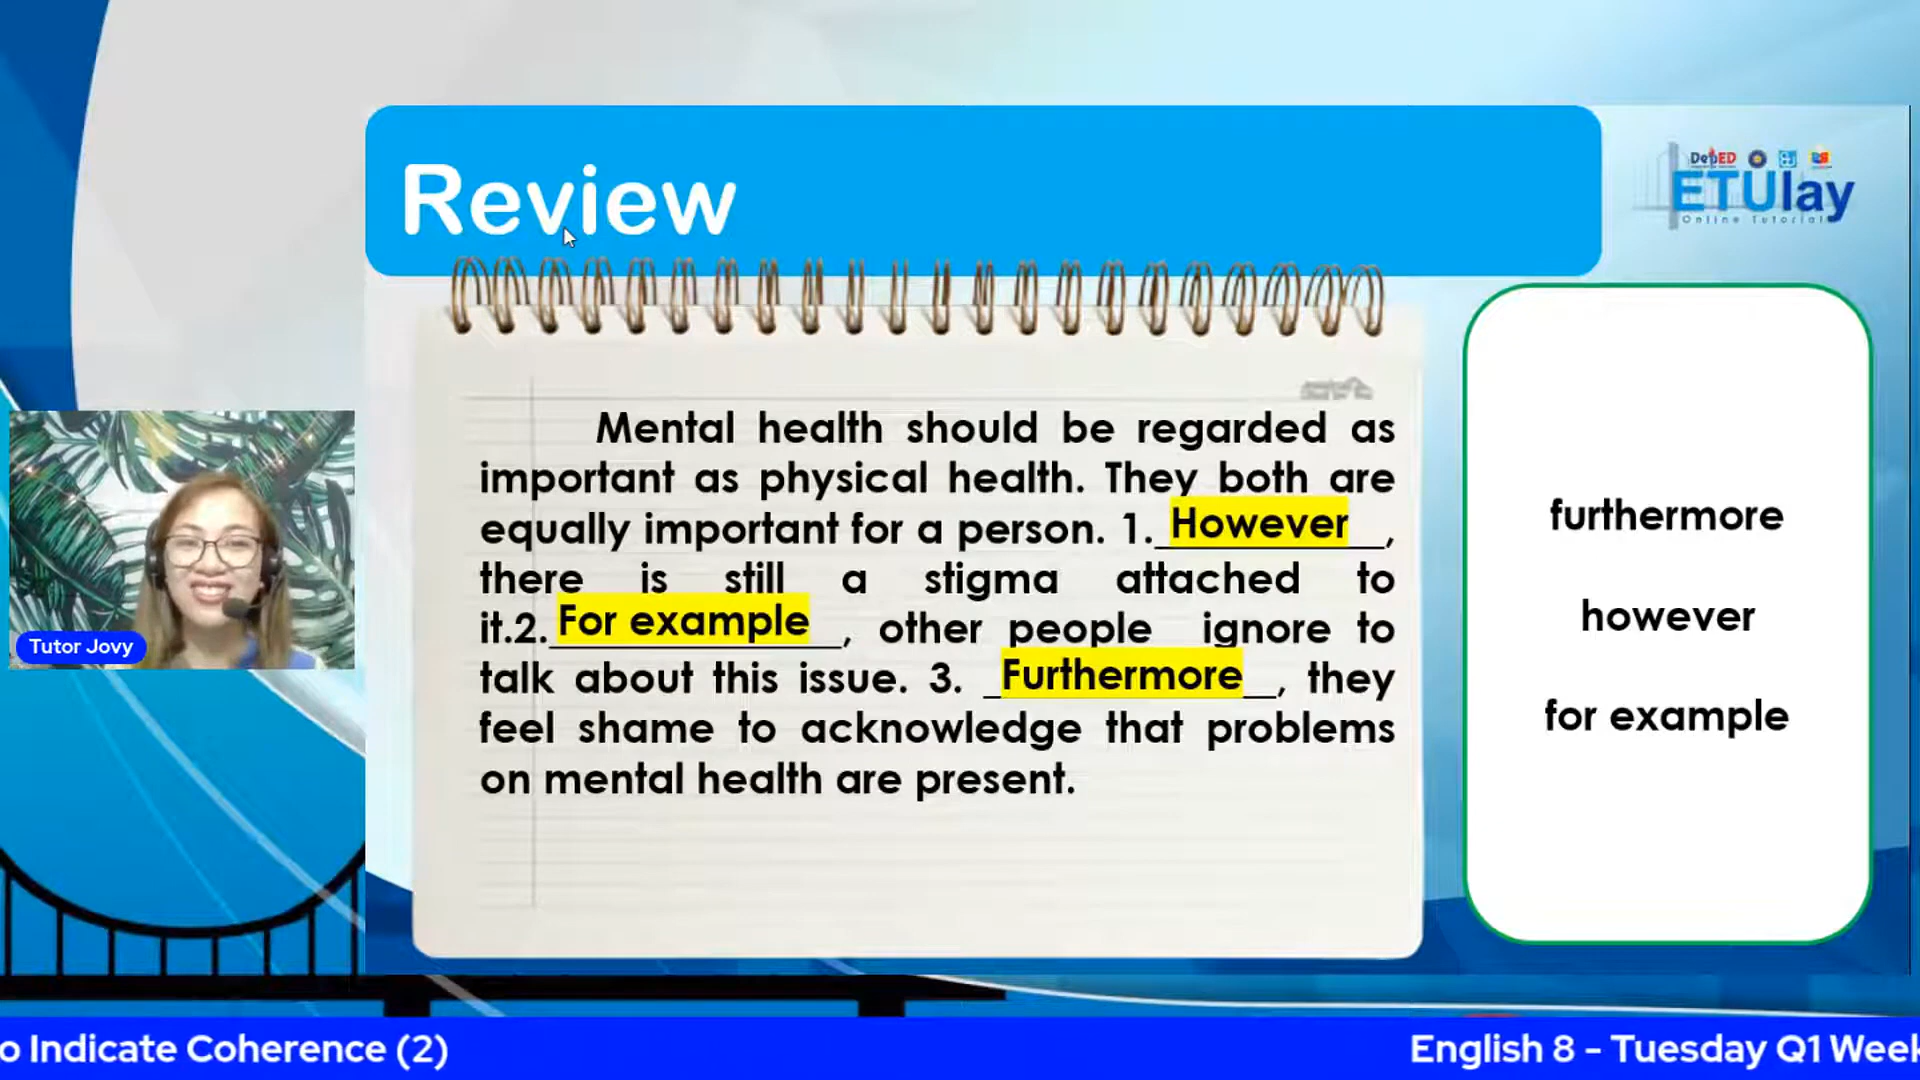 Review
DepED
ETUlay
Online Tutorial
Mental health should be regarded as
important as physical health. They both are
equally important for a person. 1. However,
there is still a stigma attached to
it.2. For example, other people ignore to
talk about this issue. 3. Furthermore, they
feel shame to acknowledge that problems
on mental health are present.
furthermore
however
for example
Tutor Jovy
o Indicate Coherence (2)
English 8 - Tuesday Q1 Week